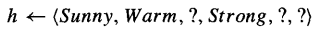 h ← ⟨Sunny, Warm, ?, Strong, ?, ?⟩